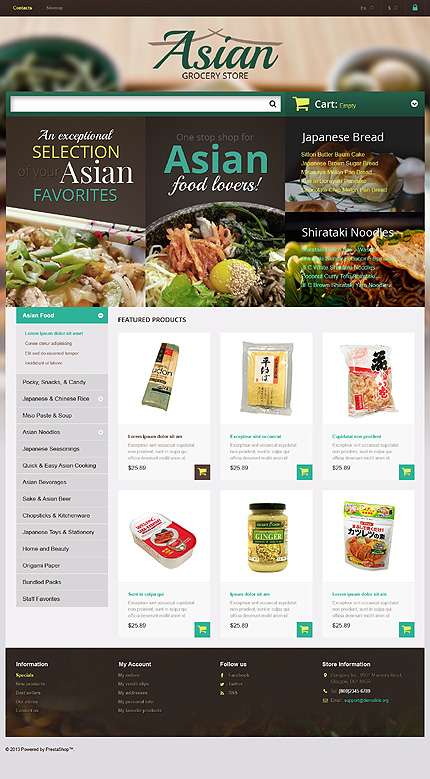 Contacts
Sitemap
En
$
Asian
GROCERY STORE
Cart: Empty
An exceptional
SELECTION
of your Asian
FAVORITES
One stop shop for
Asian
food lovers!
Japanese Bread
Sitton Butter Baum Cake
Japanese Brown Sugar Bread
Chocolate Chip Melon Pan Bread
Shirataki Noodles
JFC White Shirataki Noodles
Coconut Curry Tofu Shirataki
JFC Brown Shirataki Yam Noodles
Asian Food
Lorem ipsum dolor sit amet
Conse ctetur adipisicing
Elit sed do eiusmod tempor
Incididunt ut labore
Pocky, Snacks, & Candy
Japanese & Chinese Rice
Miso Paste & Soup
Asian Noodles
Japanese Seasonings
Quick & Easy Asian Cooking
Asian Beverages
Sake & Asian Beer
Chopsticks & Kitchenware
Japanese Toys & Stationery
Home and Beauty
Origami Paper
Bundled Packs
Staff Favorites
FEATURED PRODUCTS
udon
Lorem ipsum dolor sit am
Excepteur sint occaecat cupidatat
non proident, sunt in culpa qui
officia deserunt mollit anim id
$25.89
Excepteur sint occaecat
Excepteur sint occaecat cupidatat
non proident, sunt in culpa qui
officia deserunt mollit anim id
$25.89
Cupidatat non proident
Excepteur sint occaecat cupidatat
non proident, sunt in culpa qui
officia deserunt mollit anim id
$25.89
GINGER
カツレツの素
Sunt in culpa qui
Excepteur sint occaecat cupidatat
non proident, sunt in culpa qui
officia deserunt mollit anim id
$25.89
Ipsum dolor sit am
Excepteur sint occaecat cupidatat
non proident, sunt in culpa qui
officia deserunt mollit anim id
$25.89
Lorem ipsum dolor sit am
Excepteur sint occaecat cupidatat
non proident, sunt in culpa qui
officia deserunt mollit anim id
$25.89
Information
Specials
New products
Best sellers
Our stores
Contact us
My Account
My orders
My credit slips
My addresses
My personal info
My favorite products
Follow us
Facebook
Twitter
RSS
Store Information
Company Inc., 8901 Marmora Road,
Glasgow, D04 89GR
Tel: (800)2345-6789
Email: support@demolink.org
© 2013 Powered by PrestaShop™.